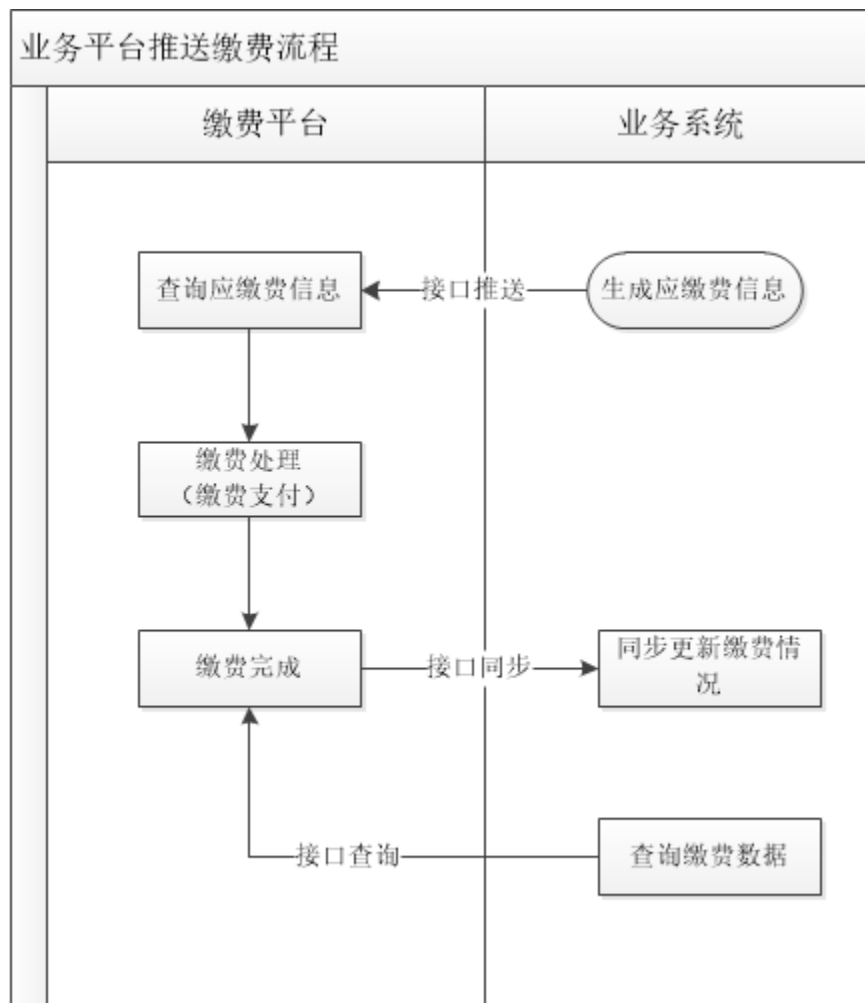 业务平台推送缴费流程
缴费平台
业务系统
查询应缴费信息
接口推送
生成应缴费信息
缴费处理
（缴费支付）
缴费完成
接口同步
同步更新缴费情
况
接口查询
查询缴费数据